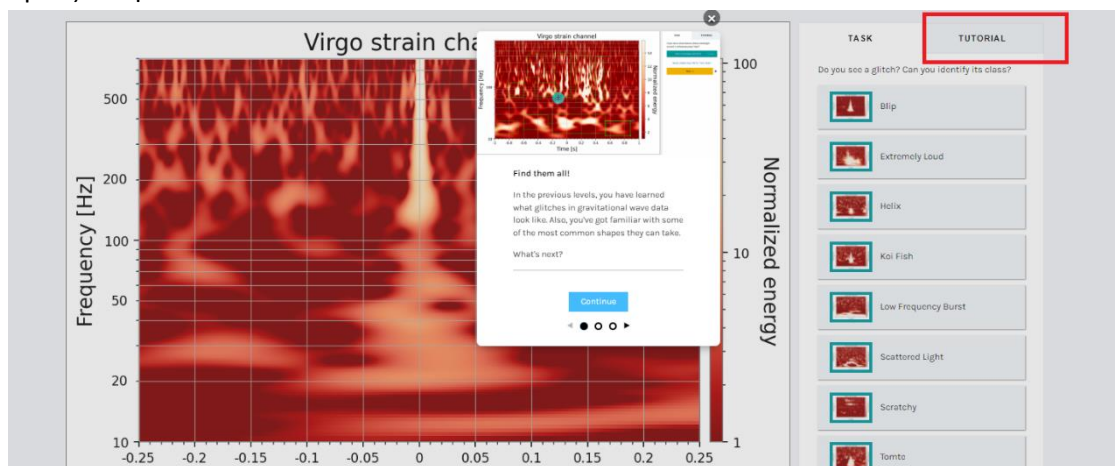 Virgo strain cha
Frequency [Hz]
500
200
100
50
20
10
-0.25 -0.2 -0.15 -0.1 -0.05 0 0.05 0.1 0.15 0.2 0.25
100
10
1
Normalized energy
Virgo strain channel
Frequency [Hz]
Time [s]
Normalized energy
Find them all!
In the previous levels, you have learned
what glitches in gravitational wave data
look like. Also, you've got familiar with some
of the most common shapes they can take.
What's next?
Continue
TASK TUTORIAL
Do you see a glitch? Can you identify its class?
Blip
Extremely Loud
Helix
Koi Fish
Low Frequency Burst
Scattered Light
Scratchy
Tomte